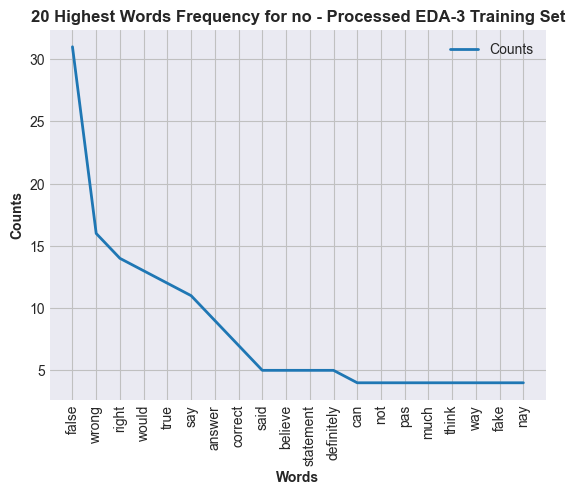 20 Highest Words Frequency for no - Processed EDA-3 Training Set
Counts
30
25
20
15
10
5
Counts
false
wrong
right
would
true
say
answer
correct
said
believe
statement
definitely
can
not
pas
much
think
way
fake
nay
Words